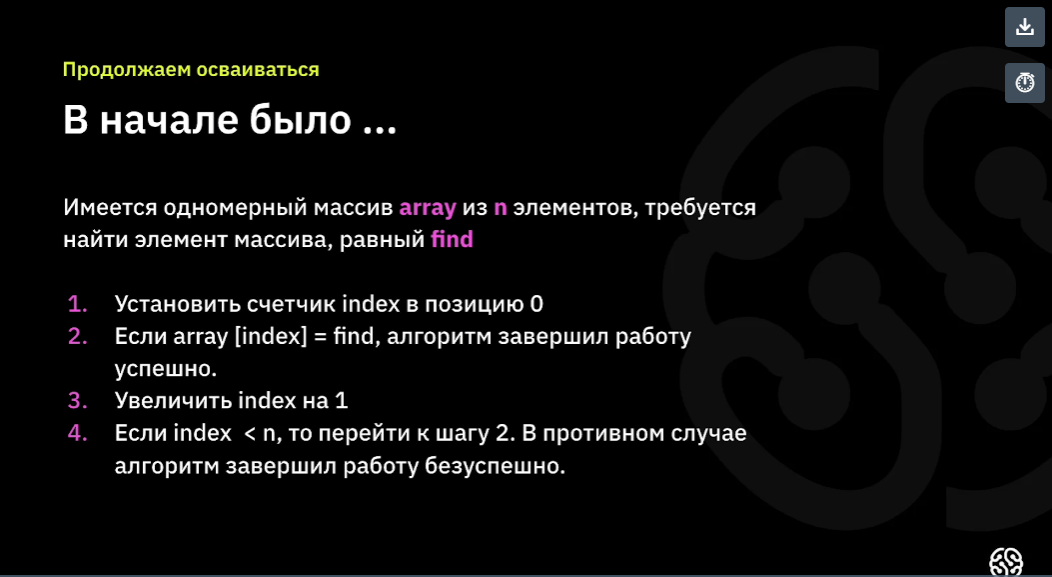 Продолжаем осваиваться
В начале было ...
Имеется одномерный массив array из n элементов, требуется
найти элемент массива, равный find
1. Установить счетчик index в позицию 0
2. Если array [index] = find, алгоритм завершил работу
успешно.
3. Увеличить index на 1
4. Если index < n, то перейти к шагу 2. В противном случае
алгоритм завершил работу безуспешно.